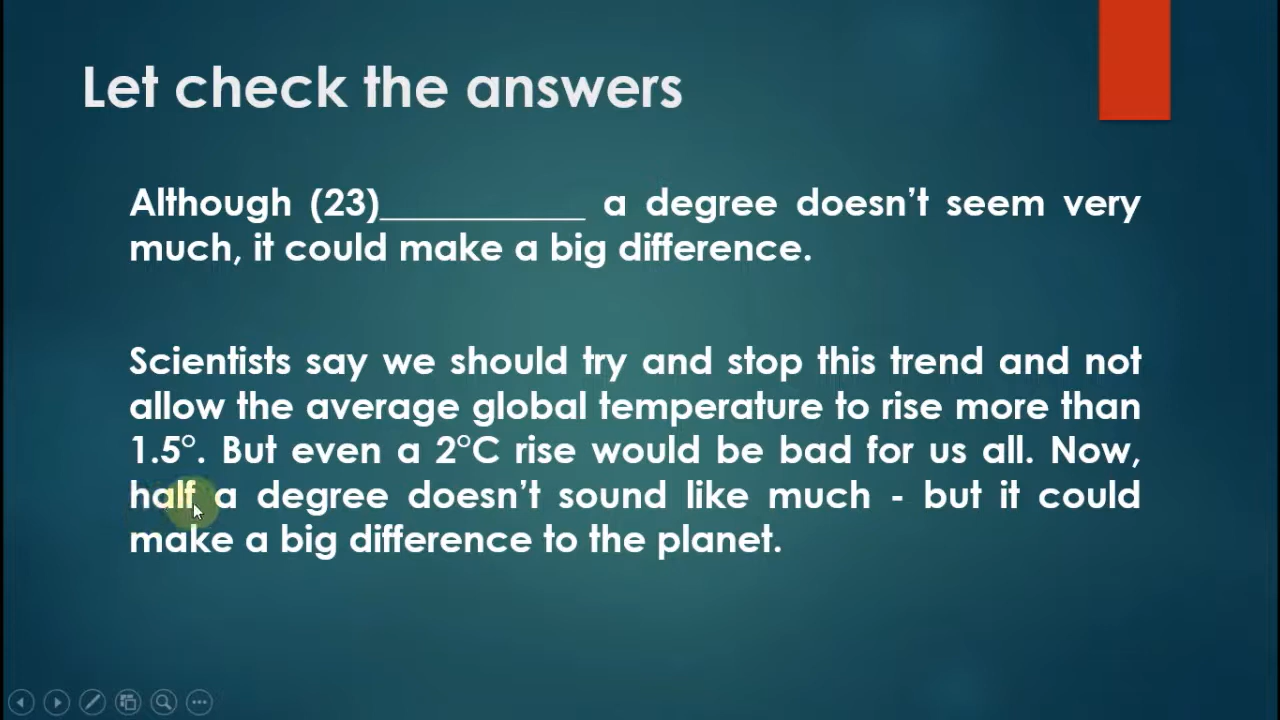 Let check the answers
Although (23)___________ a degree doesn't seem very
much, it could make a big difference.
Scientists say we should try and stop this trend and not
allow the average global temperature to rise more than
1.5°. But even a 2°C rise would be bad for us all. Now,
half a degree doesn't sound like much - but it could
make a big difference to the planet.